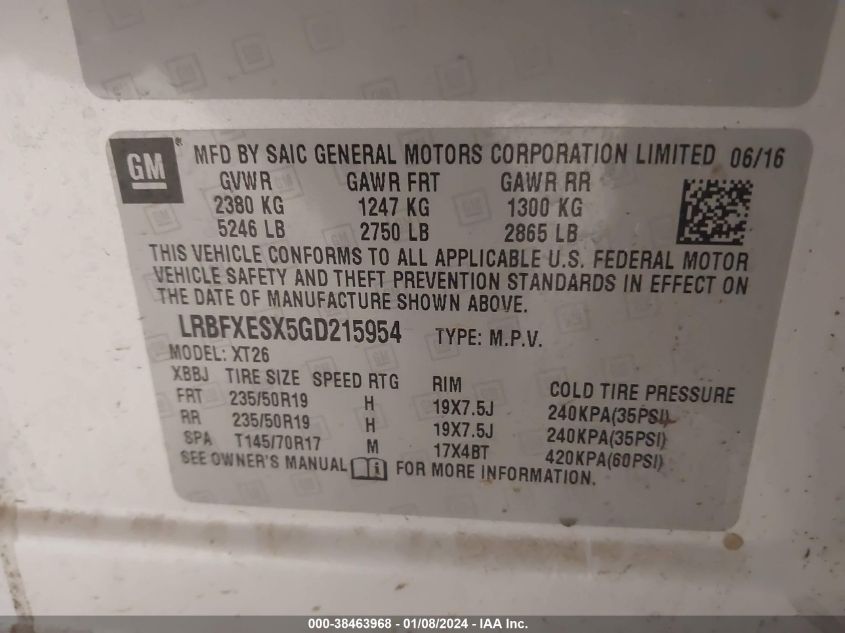 GM
MFD BY SAIC GENERAL MOTORS CORPORATION LIMITED 06/16
GVWR GAWR FRT GAWR RR
2380 KG 1247 KG 1300 KG
5246 LB 2750 LB 2865 LB
THIS VEHICLE CONFORMS TO ALL APPLICABLE U.S. FEDERAL MOTOR
VEHICLE SAFETY AND THEFT PREVENTION STANDARDS IN EFFECT ON
THE DATE OF MANUFACTURE SHOWN ABOVE.
LRBFXESX5GD215954 TYPE: M.P.V.
MODEL: XT26
XBBJ TIRE SIZE SPEED RTG RIM COLD TIRE PRESSURE
FRT 235/50R19 H 19X7.5J 240KPA(35PSI)
RR 235/50R19 H 19X7.5J 240KPA(35PSI)
SPA T145/70R17 M 17X4BT 420KPA(60PSI)
SEE OWNER'S MANUAL FOR MORE INFORMATION.
000-38463968 - 01/08/2024 - IAA Inc.